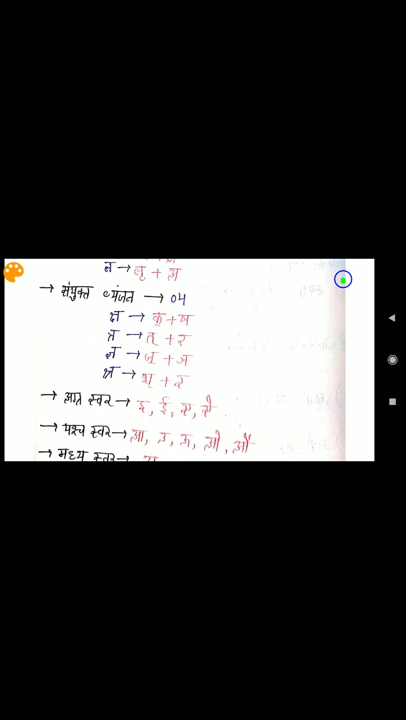 → संयुक्त व्यंजन → 04
क्ष → क् + ष
त्र → त् + र
ज्ञ → ज् + ञ
श्र → श् + र
→ अग्र स्वर → इ, ई, ए, ऐ
→ पश्च स्वर → आ, उ, ऊ, ओ, औ
→ मध्य स्वर →